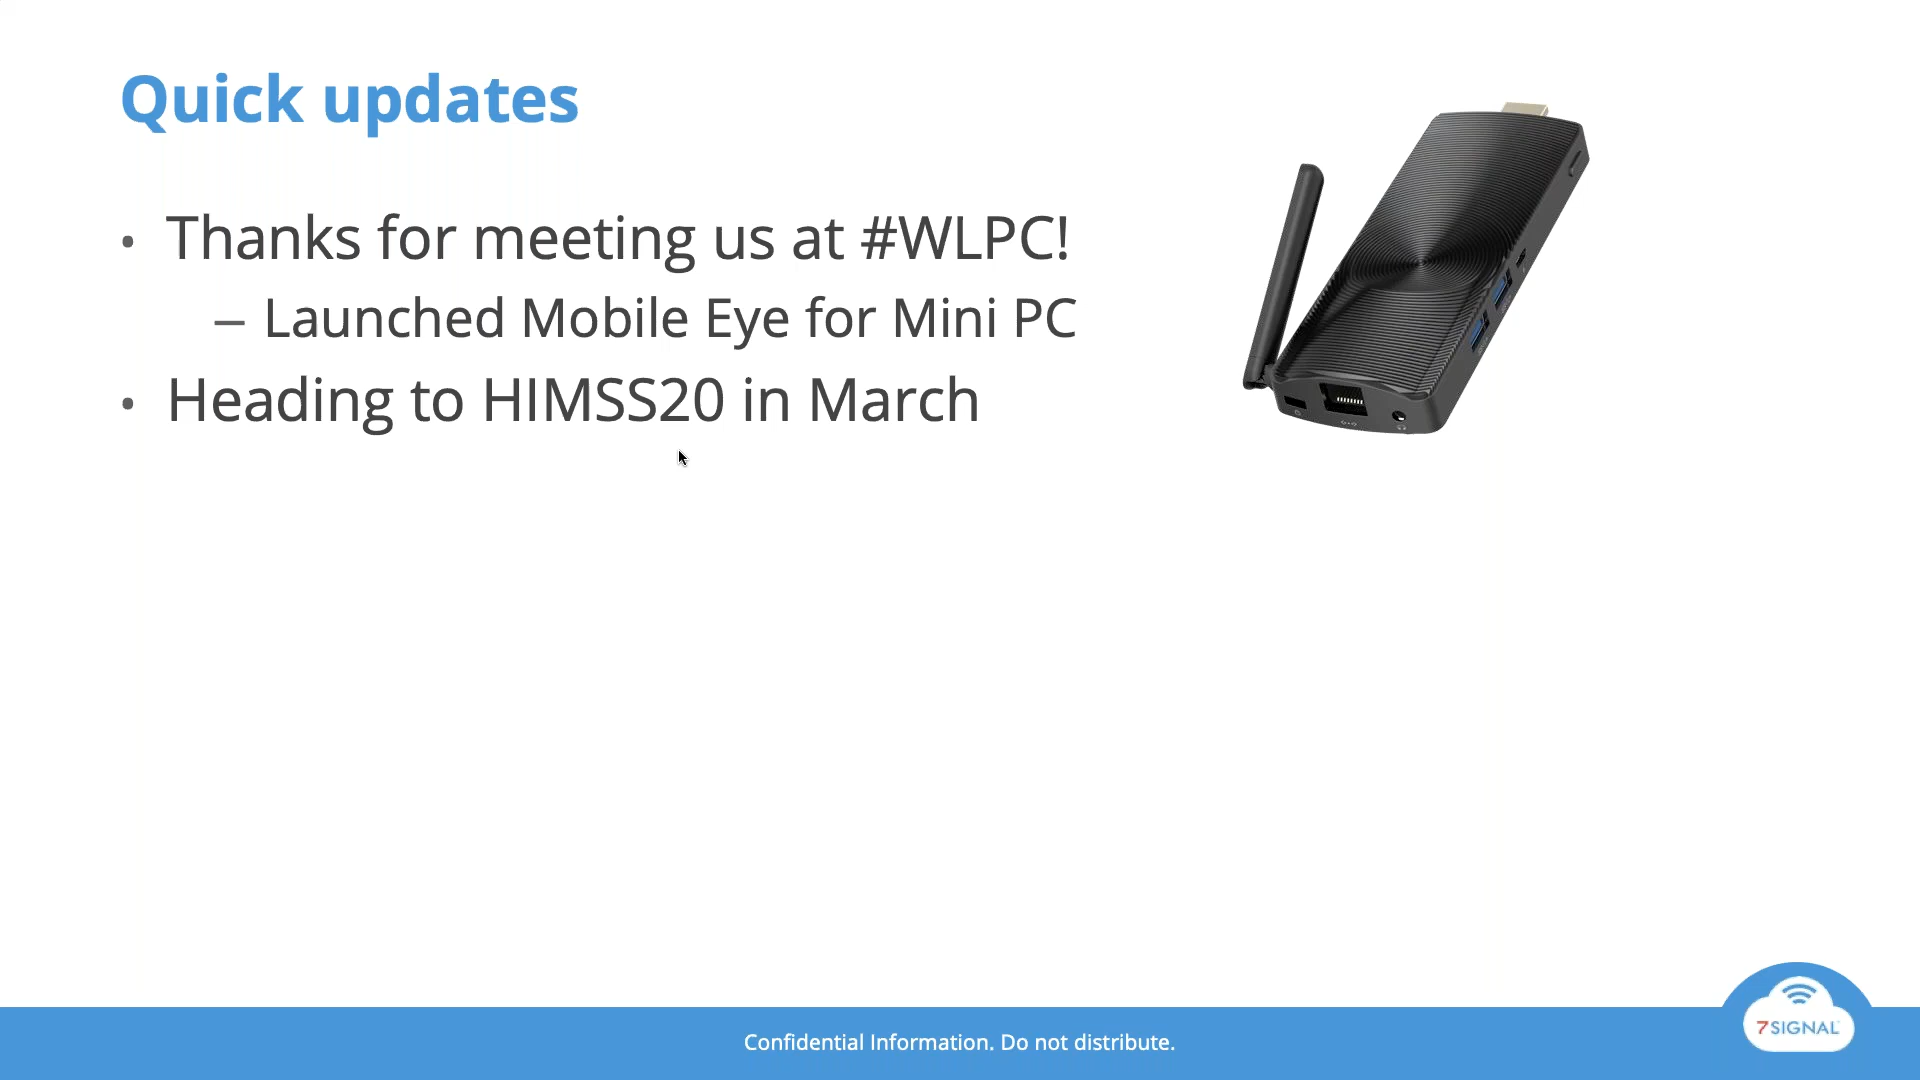 Quick updates
• Thanks for meeting us at #WLPC!
– Launched Mobile Eye for Mini PC
• Heading to HIMSS20 in March
7SIGNAL
Confidential Information. Do not distribute.